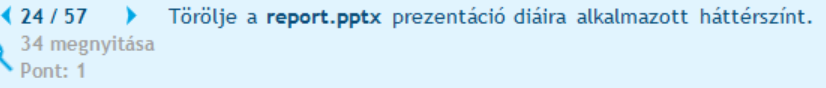 24 / 57 Törölje a report.pptx prezentáció diáira alkalmazott háttérszínt.
34 megnyitása
Pont: 1